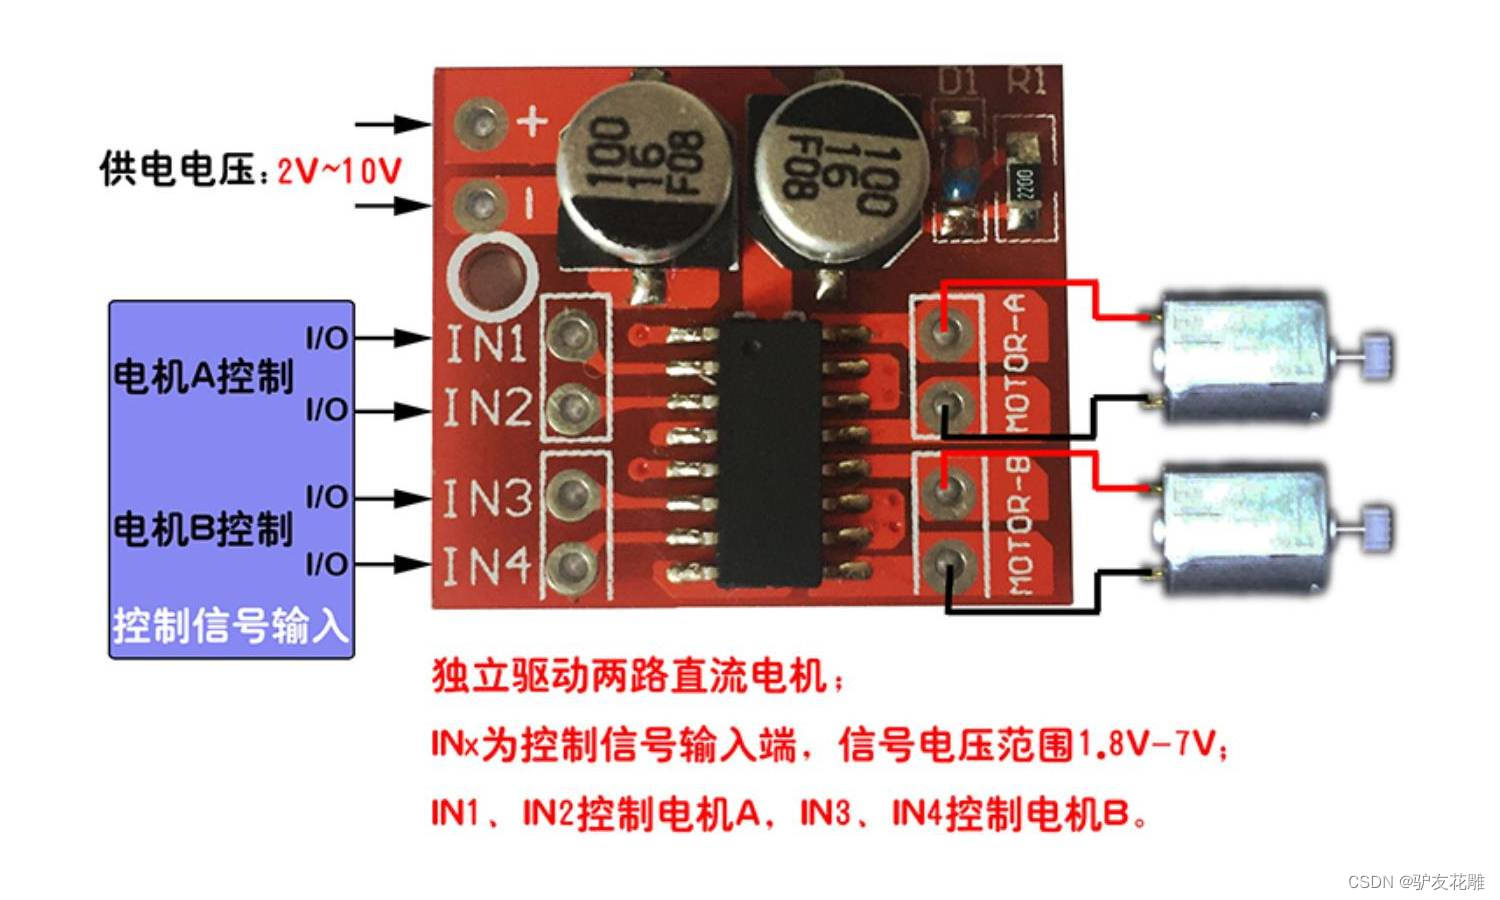 +
供电电压：2V~10V
−
100
16
F08
100
16
F08
D1
R1
2200
I/O
电机A控制
I/O
I/O
电机B控制
I/O
控制信号输入
IN1
IN2
IN3
IN4
MOTOR-A
MOTOR-B
独立驱动两路直流电机；
INx为控制信号输入端，信号电压范围1.8V-7V；
IN1、IN2控制电机A，IN3、IN4控制电机B。
CSDN @驴友花雕